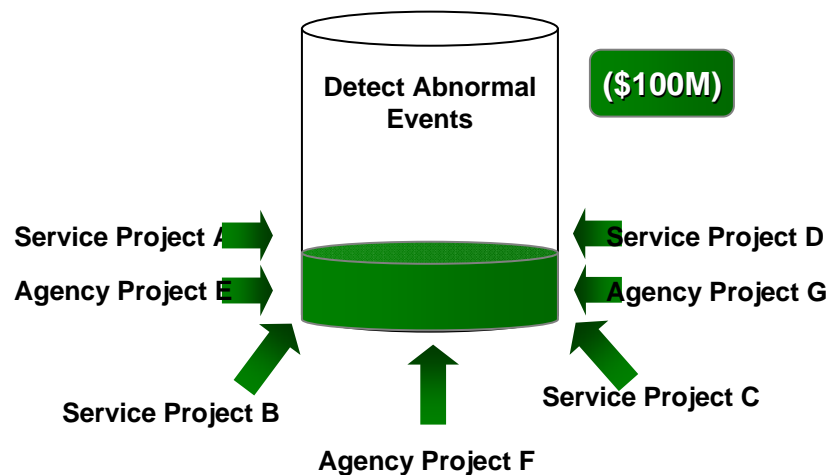 Detect Abnormal
Events
($100M)
Service Project A
Service Project D
Agency Project E
Agency Project G
Service Project B
Service Project C
Agency Project F